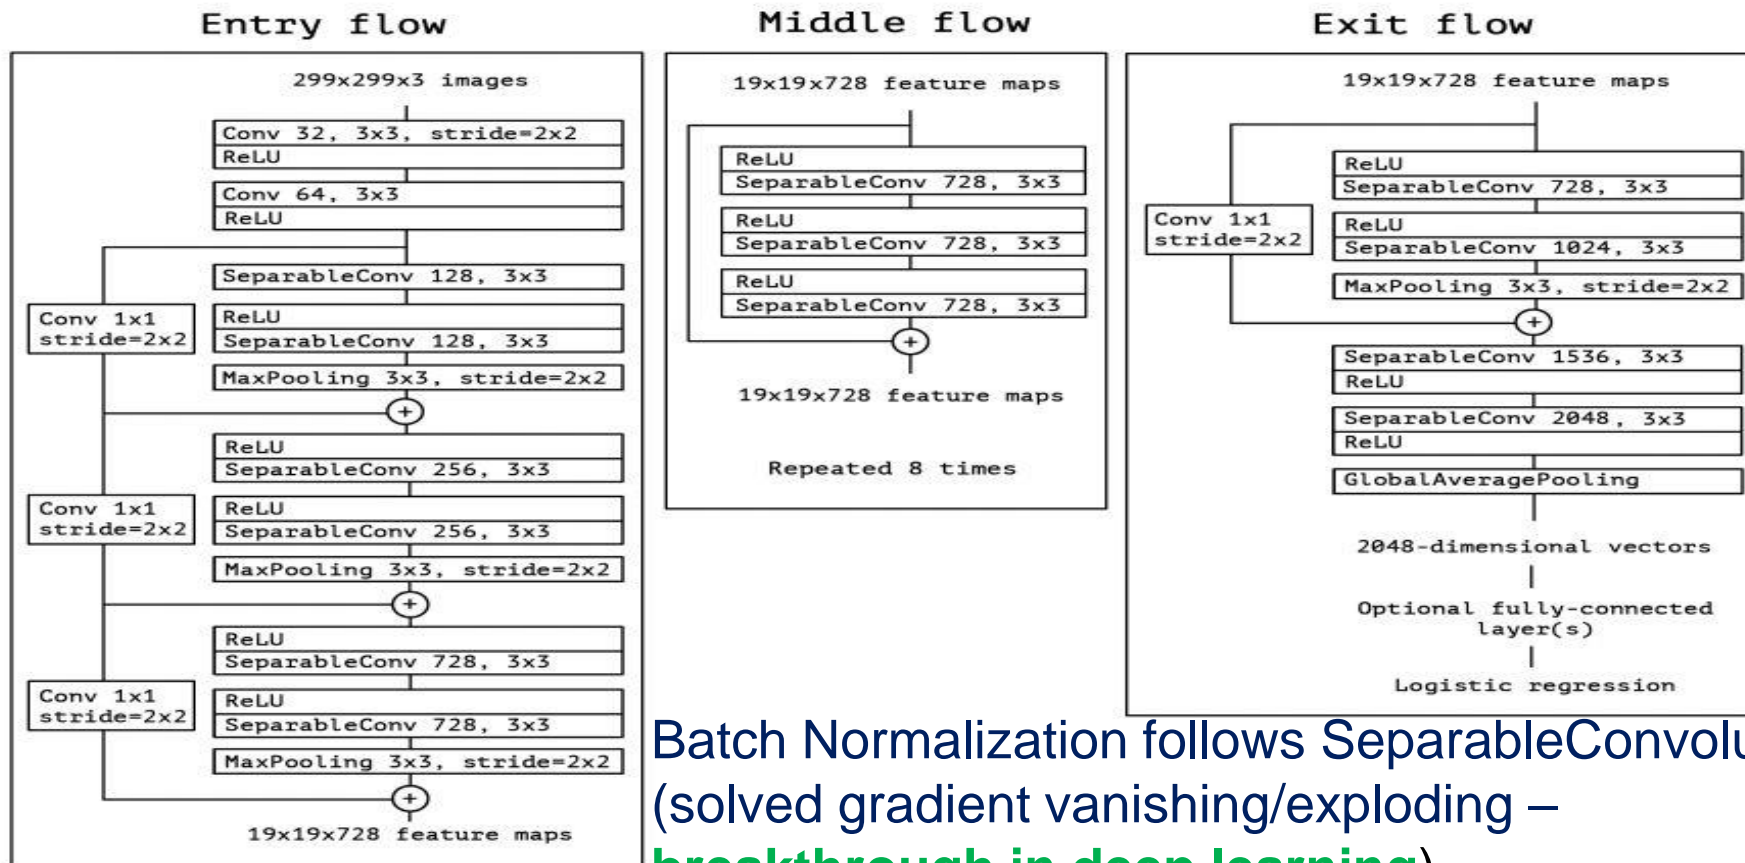 Entry flow
299x299x3 images
Conv 32, 3x3, stride=2x2
ReLU
Conv 64, 3x3
ReLU
SeparableConv 128, 3x3
Conv 1x1
stride=2x2
ReLU
SeparableConv 128, 3x3
MaxPooling 3x3, stride=2x2
+
ReLU
SeparableConv 256, 3x3
Conv 1x1
stride=2x2
ReLU
SeparableConv 256, 3x3
MaxPooling 3x3, stride=2x2
+
ReLU
SeparableConv 728, 3x3
Conv 1x1
stride=2x2
ReLU
SeparableConv 728, 3x3
MaxPooling 3x3, stride=2x2
+
19x19x728 feature maps
Middle flow
19x19x728 feature maps
ReLU
SeparableConv 728, 3x3
ReLU
SeparableConv 728, 3x3
ReLU
SeparableConv 728, 3x3
+
19x19x728 feature maps
Repeated 8 times
Exit flow
19x19x728 feature maps
ReLU
SeparableConv 728, 3x3
Conv 1x1
stride=2x2
ReLU
SeparableConv 1024, 3x3
MaxPooling 3x3, stride=2x2
+
SeparableConv 1536, 3x3
ReLU
SeparableConv 2048, 3x3
ReLU
GlobalAveragePooling
2048-dimensional vectors
Optional fully-connected
layer(s)
Logistic regression
Batch Normalization follows SeparableConvolu
(solved gradient vanishing/exploding –
breakthrough in deep learning)